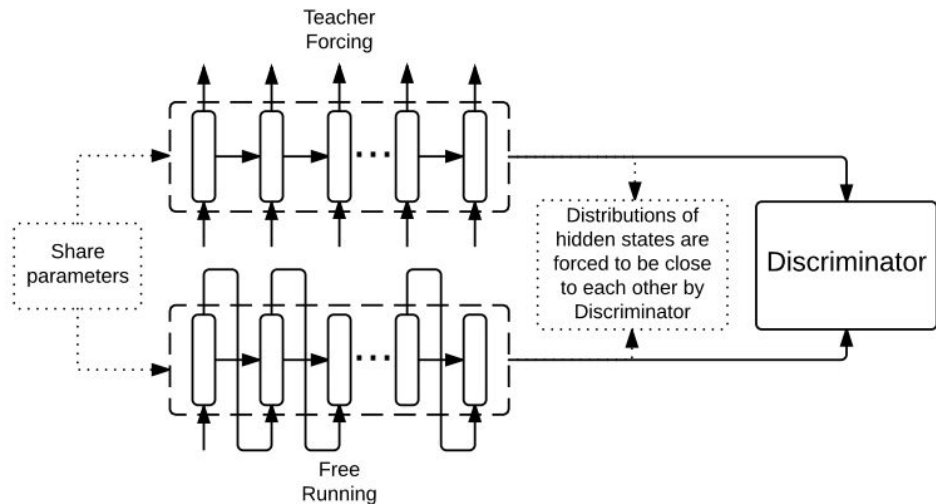 Teacher
Forcing
Share
parameters
Distributions of
hidden states are
forced to be close
to each other by
Discriminator
Discriminator
Free
Running